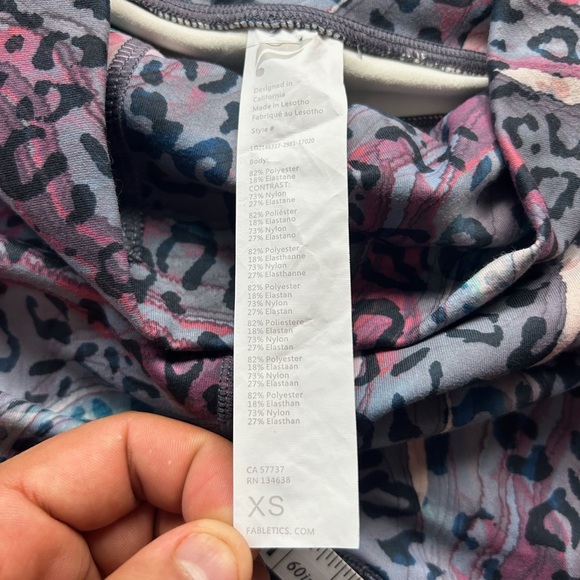 Designed in
California
Made in Lesotho
Fabriqué su Lesotho
Style #
Body:
82% Polyester
18% Elastane
CONTRAST:
73% Nylon
27% Elastane
82% Poliéster
18% Elastano
73% Nylon
27% Elastano
82% Polyester
18% Elasthanne
73% Nylon
27% Elasthanne
82% Polyester
18% Elastan
73% Nylon
27% Elastan
82% Poliestere
18% Elastan
73% Nylon
27% Elastan
82% Polyester
18% Elastaan
73% Nylon
27% Elastaan
82% Polyester
18% Elasthan
73% Nylon
27% Elasthan
CA 57737
RN 134638
XS
FABLETICS. COM
60